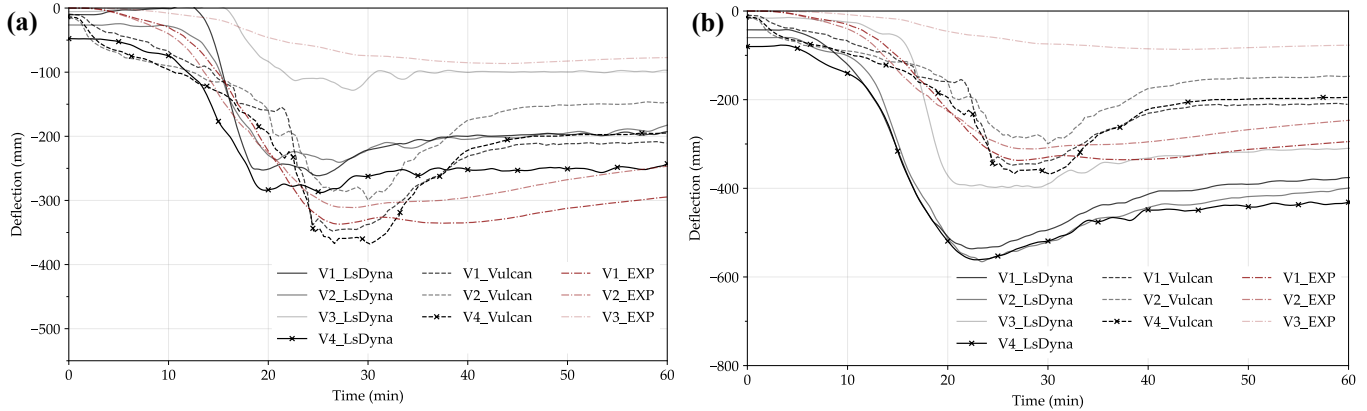 (a)
Deflection (mm)
0
−100
−200
−300
−400
−500
V1_LsDyna V1_Vulcan V1_EXP
V2_LsDyna V2_Vulcan V2_EXP
V3_LsDyna V4_Vulcan V3_EXP
V4_LsDyna
0 10 20 30 40 50 60
Time (min)
(b)
Deflection (mm)
0
−200
−400
−600
−800
V1_LsDyna V1_Vulcan V1_EXP
V2_LsDyna V2_Vulcan V2_EXP
V3_LsDyna V4_Vulcan V3_EXP
V4_LsDyna
0 10 20 30 40 50 60
Time (min)